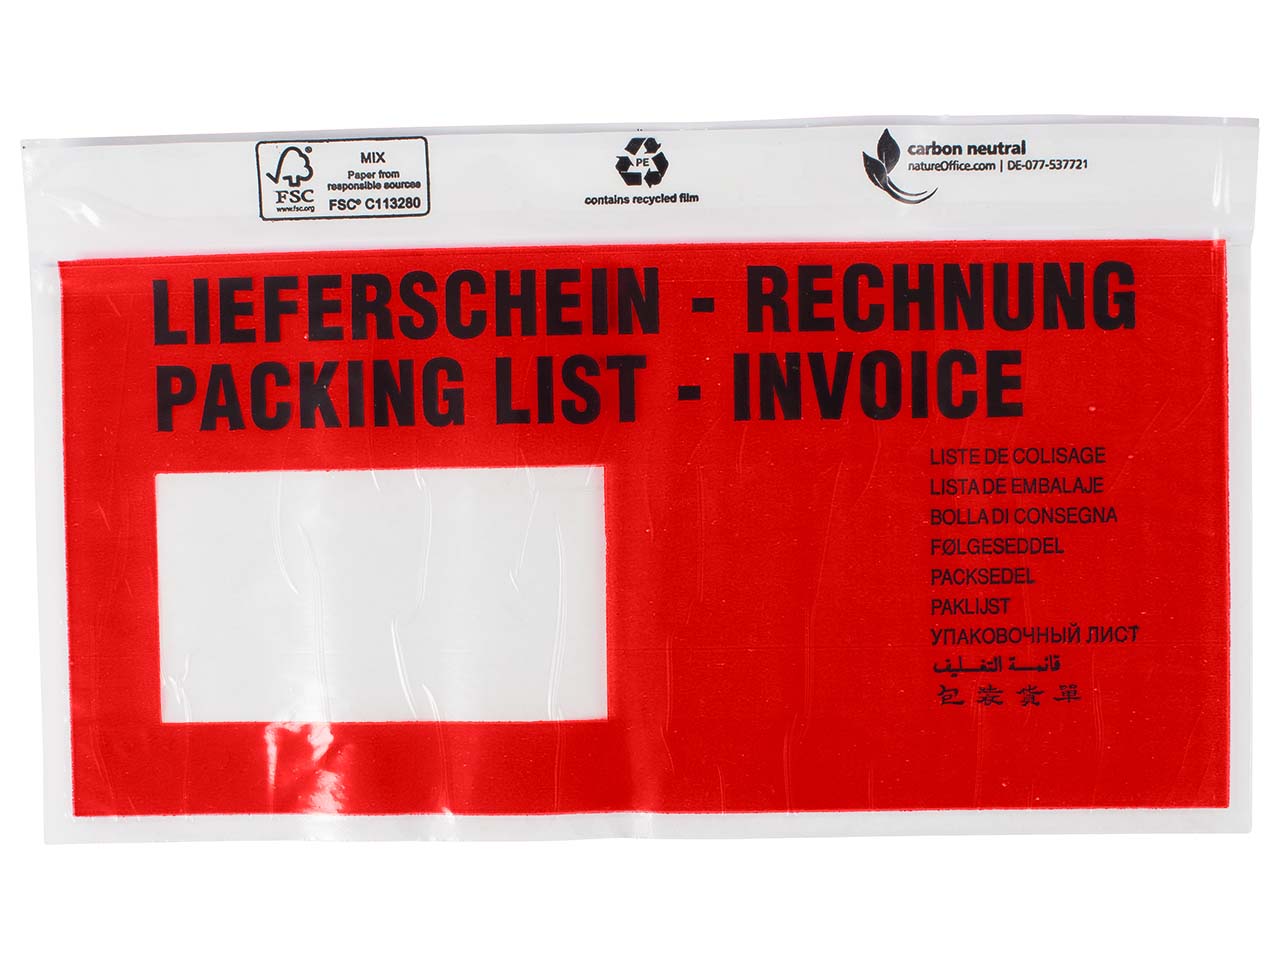 MIX
Paper from
responsible sources
FSC® C113280
FSC
www.fsc.org
PE
contains recycled film
carbon neutral
natureOffice.com | DE-077-537721
LIEFERSCHEIN - RECHNUNG
PACKING LIST - INVOICE
LISTE DE COLISAGE
LISTA DE EMBALAJE
BOLLA DI CONSEGNA
FØLGESEDDEL
PACKSEDEL
PAKLIJST
УПАКОВОЧНЫЙ ЛИСТ
قائمة التغليف
包装货單